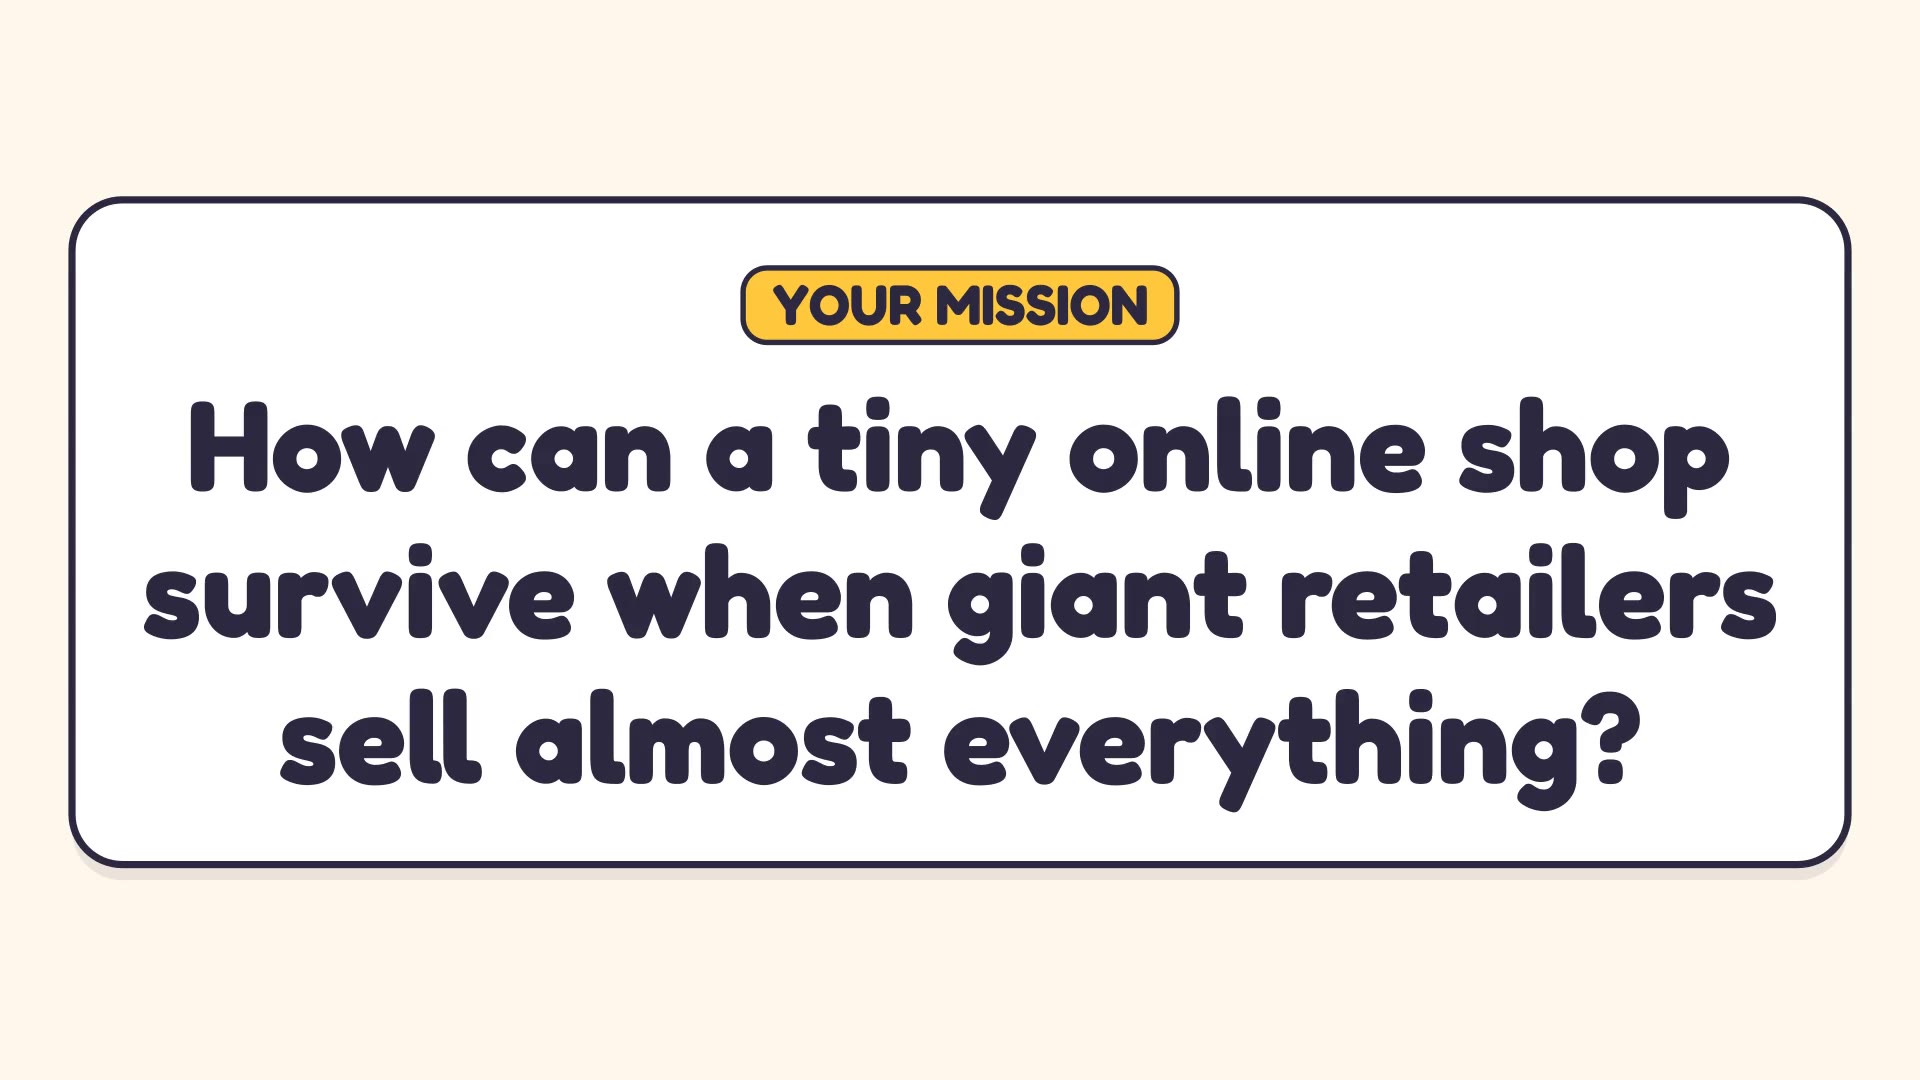 YOUR MISSION
How can a tiny online shop
survive when giant retailers
sell almost everything?